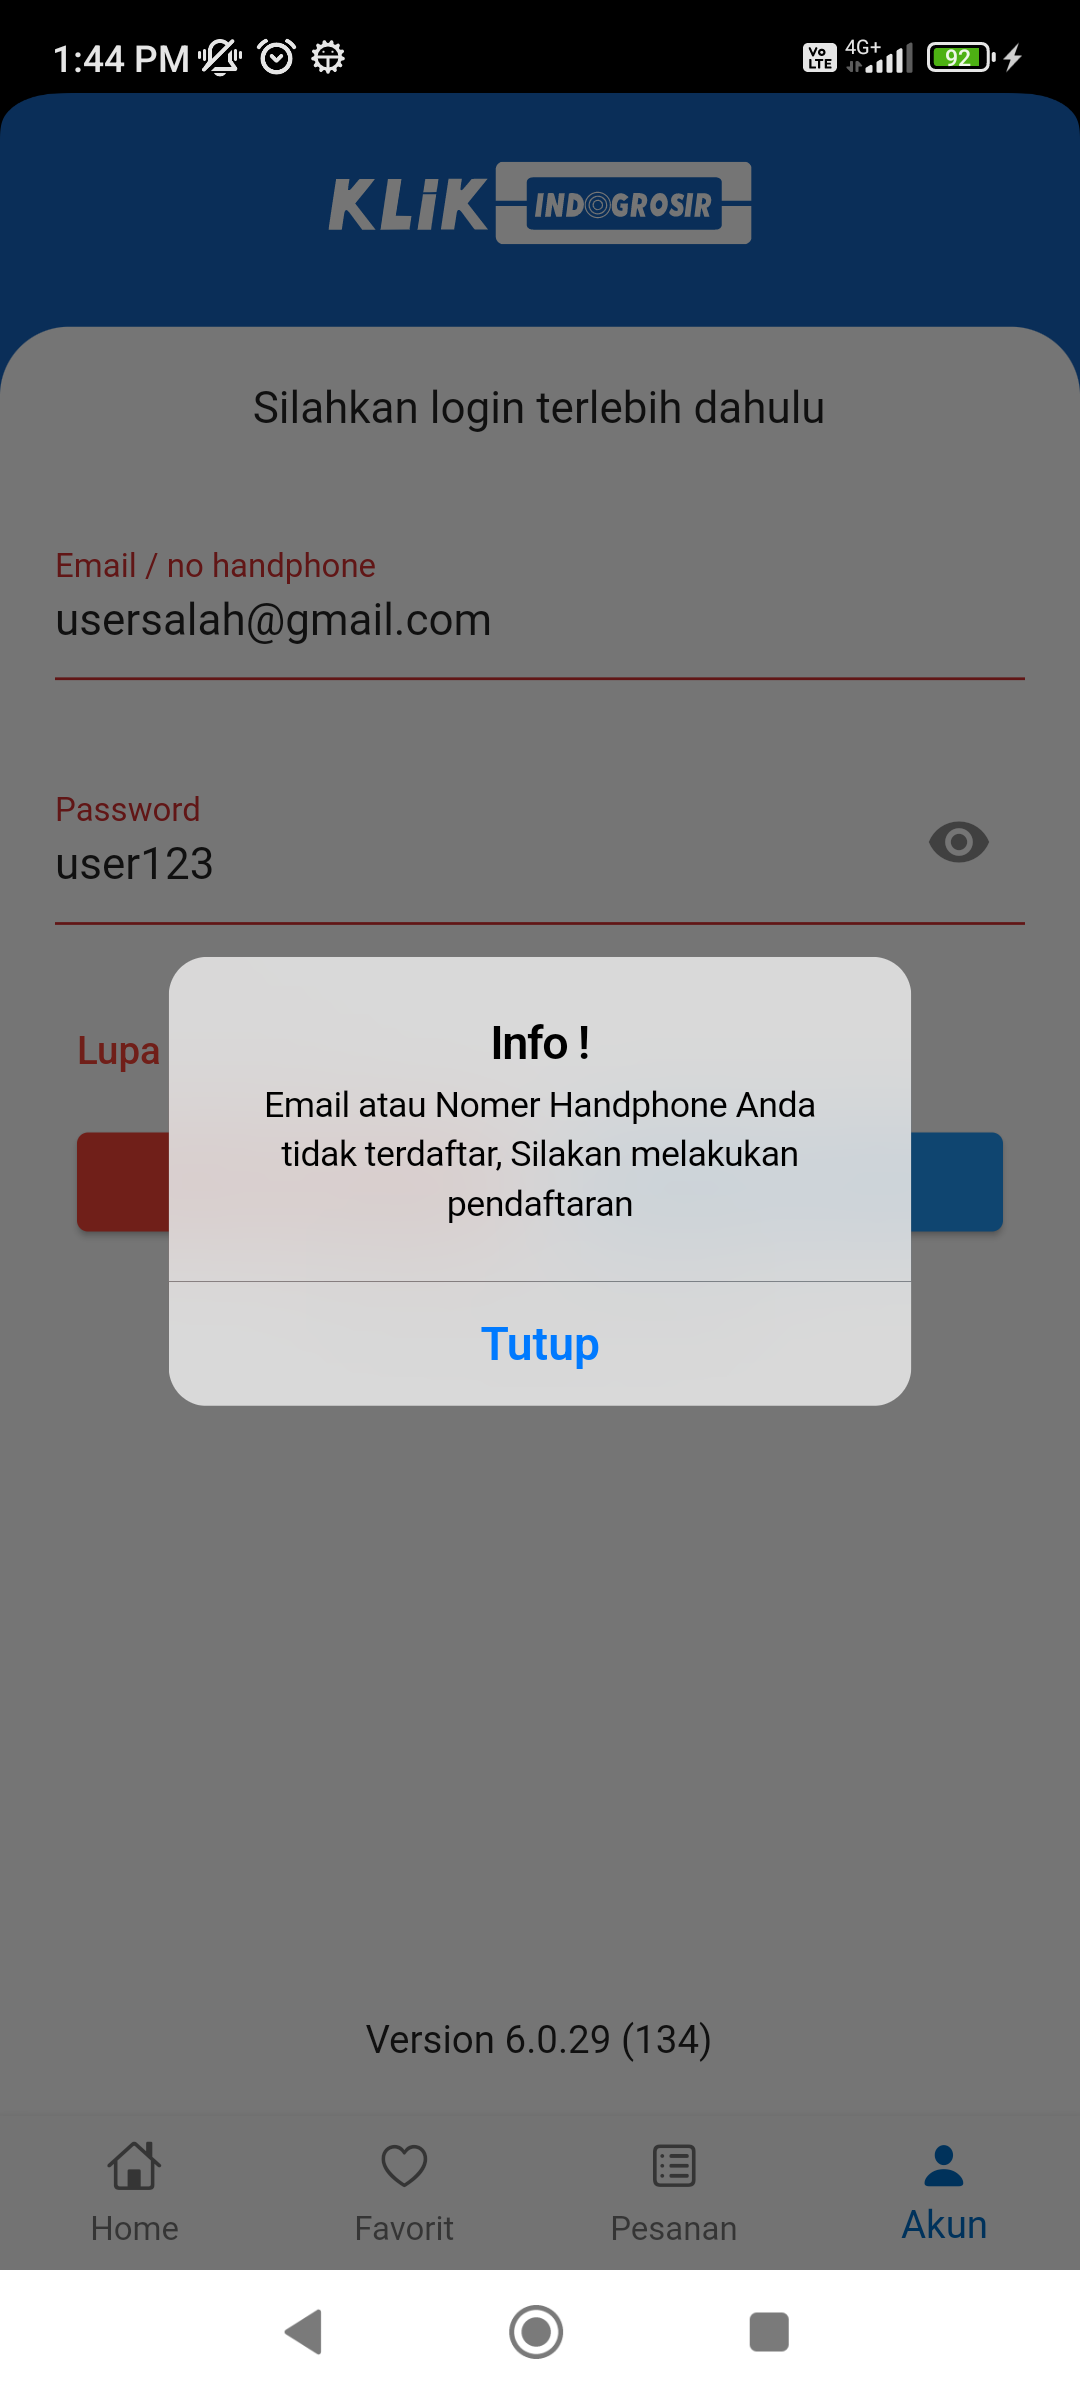 1:44 PM
Vo LTE 4G+ 92
KLiK INDOGROSIR
Silahkan login terlebih dahulu
Email / no handphone
usersalah@gmail.com
Password
user123
Lupa
Info !
Email atau Nomer Handphone Anda
tidak terdaftar, Silakan melakukan
pendaftaran
Tutup
Version 6.0.29 (134)
Home Favorit Pesanan Akun